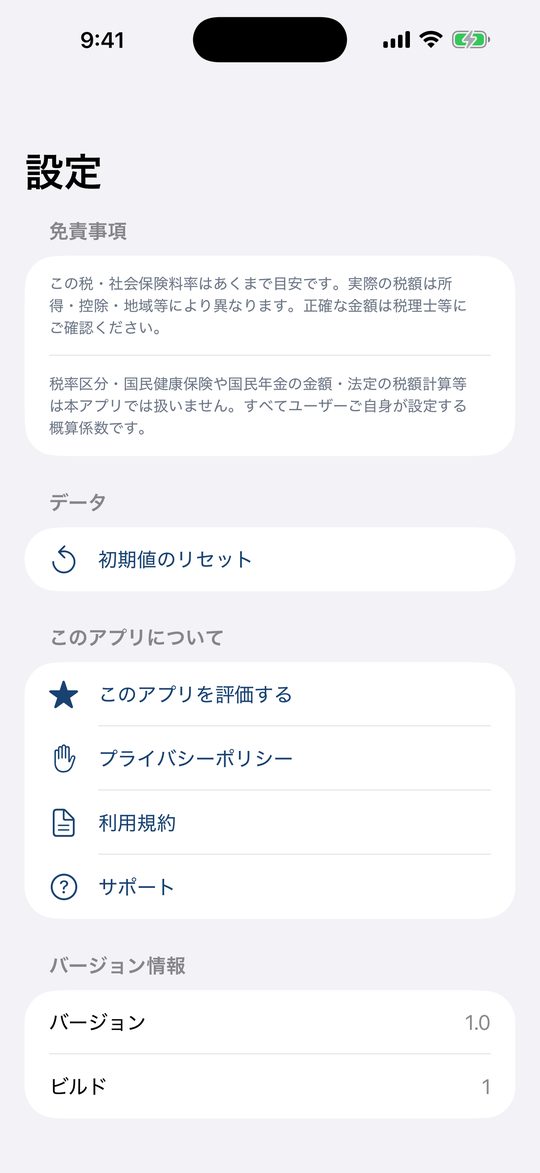 9:41
設定
免責事項
この税・社会保険料率はあくまで目安です。実際の税額は所
得・控除・地域等により異なります。正確な金額は税理士等に
ご確認ください。
税率区分・国民健康保険や国民年金の金額・法定の税額計算等
は本アプリでは扱いません。すべてユーザーご自身が設定する
概算係数です。
データ
初期値のリセット
このアプリについて
このアプリを評価する
プライバシーポリシー
利用規約
サポート
バージョン情報
バージョン 1.0
ビルド 1